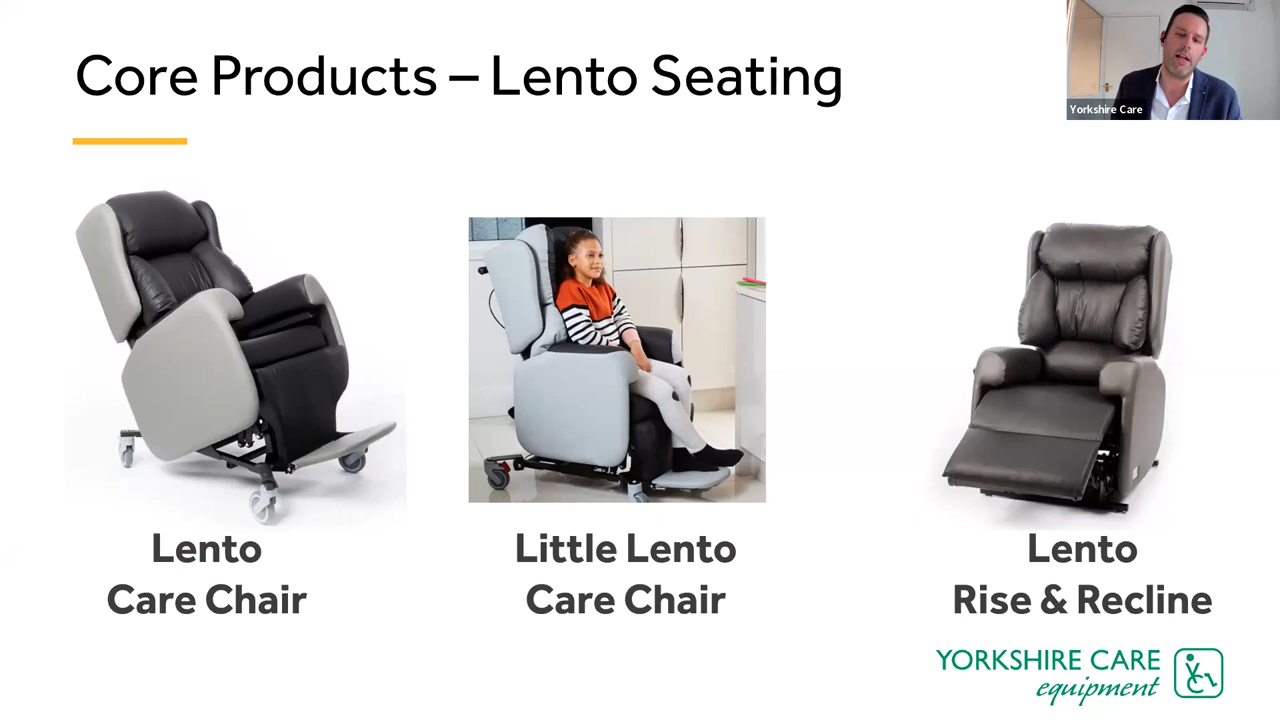 Core Products – Lento Seating
Yorkshire Care
Lento
Care Chair
Little Lento
Care Chair
Lento
Rise & Recline
YORKSHIRE CARE
equipment